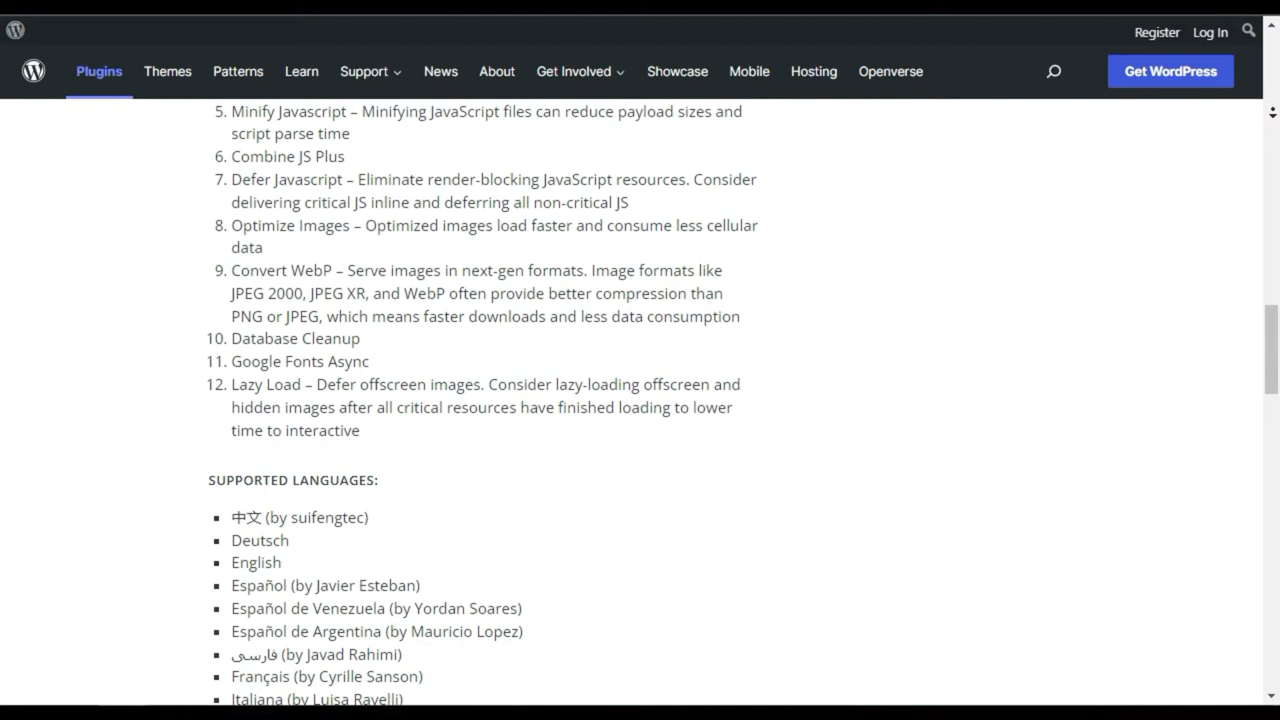 Register Log In
Plugins Themes Patterns Learn Support News About Get Involved Showcase Mobile Hosting Openverse Get WordPress
5. Minify Javascript – Minifying JavaScript files can reduce payload sizes and
script parse time
6. Combine JS Plus
7. Defer Javascript – Eliminate render-blocking JavaScript resources. Consider
delivering critical JS inline and deferring all non-critical JS
8. Optimize Images – Optimized images load faster and consume less cellular
data
9. Convert WebP – Serve images in next-gen formats. Image formats like
JPEG 2000, JPEG XR, and WebP often provide better compression than
PNG or JPEG, which means faster downloads and less data consumption
10. Database Cleanup
11. Google Fonts Async
12. Lazy Load – Defer offscreen images. Consider lazy-loading offscreen and
hidden images after all critical resources have finished loading to lower
time to interactive
SUPPORTED LANGUAGES:
中文 (by suifengtec)
Deutsch
English
Español (by Javier Esteban)
Español de Venezuela (by Yordan Soares)
Español de Argentina (by Mauricio Lopez)
فارسی (by Javad Rahimi)
Français (by Cyrille Sanson)
Italiana (by Luisa Ravelli)